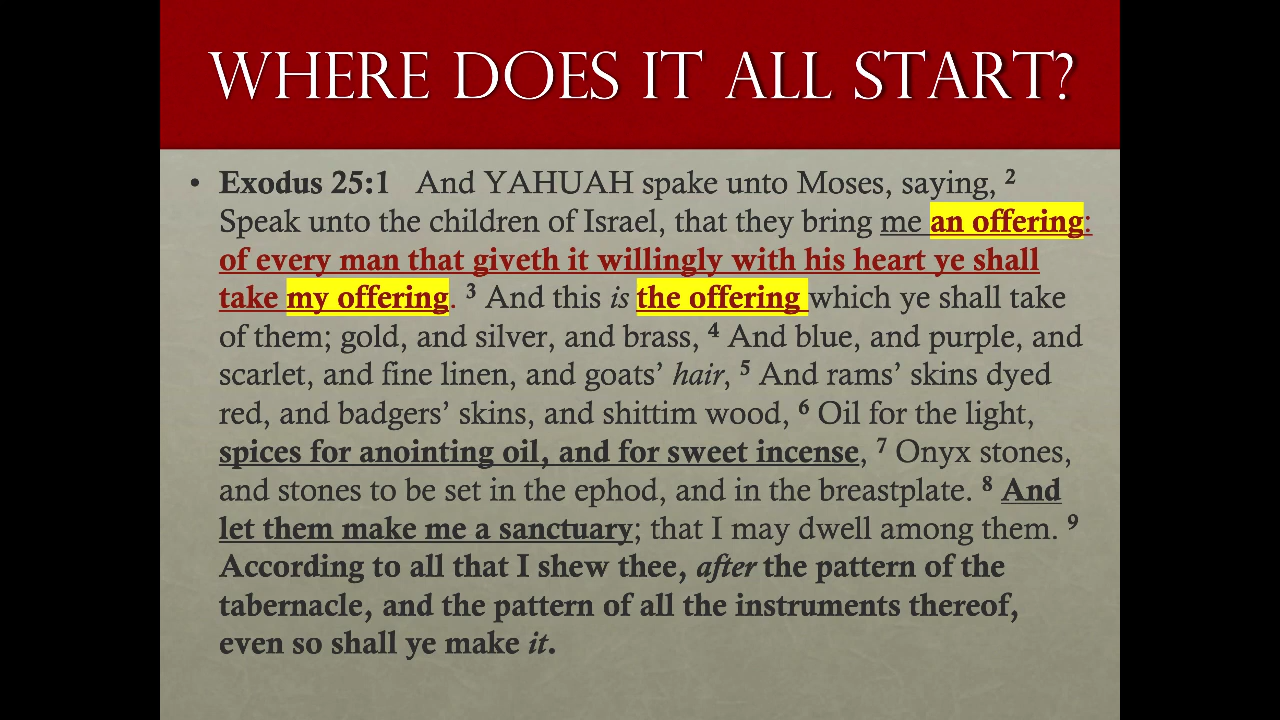 WHERE DOES IT ALL START?
• Exodus 25:1 And YAHUAH spake unto Moses, saying, 2
Speak unto the children of Israel, that they bring me an offering:
of every man that giveth it willingly with his heart ye shall
take my offering. 3 And this is the offering which ye shall take
of them; gold, and silver, and brass, 4 And blue, and purple, and
scarlet, and fine linen, and goats’ hair, 5 And rams’ skins dyed
red, and badgers’ skins, and shittim wood, 6 Oil for the light,
spices for anointing oil, and for sweet incense, 7 Onyx stones,
and stones to be set in the ephod, and in the breastplate. 8 And
let them make me a sanctuary; that I may dwell among them. 9
According to all that I shew thee, after the pattern of the
tabernacle, and the pattern of all the instruments thereof,
even so shall ye make it.